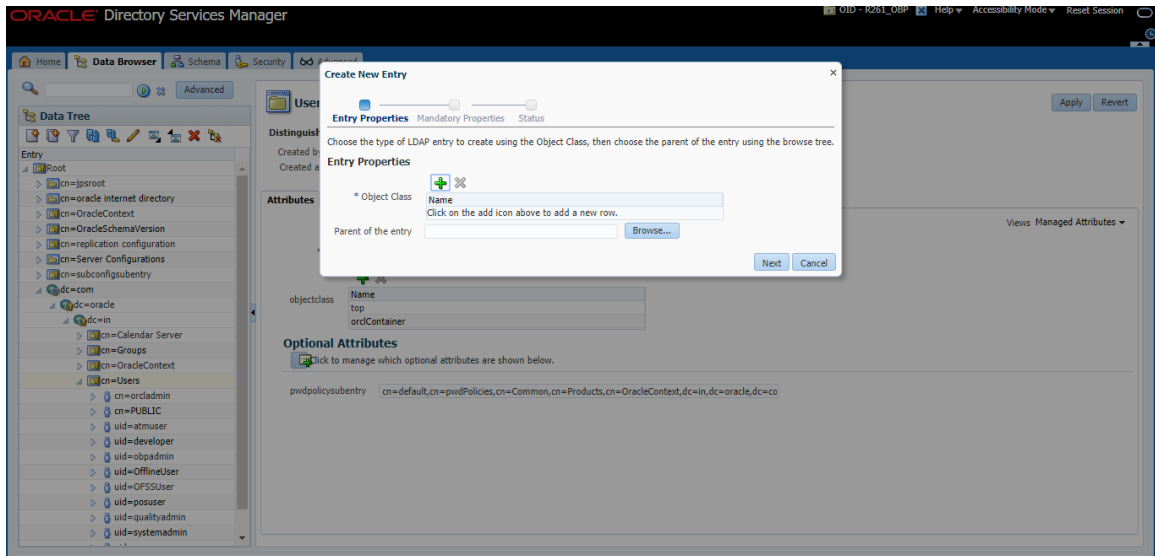 ORACLE Directory Services Manager
OID - R261_OBP Help Accessibility Mode Reset Session
Home Data Browser Schema Security Advanced
Advanced
Data Tree
Entry
Root
cn=jpsroot
cn=oracle internet directory
cn=OracleContext
cn=OracleSchemaVersion
cn=replication configuration
cn=Server Configurations
cn=subconfigsubentry
dc=com
dc=oracle
dc=in
cn=Calendar Server
cn=Groups
cn=OracleContext
cn=Users
cn=orcladmin
cn=PUBLIC
uid=atmuser
uid=developer
uid=obpadmin
uid=OfflineUser
uid=OFSSUser
uid=posuser
uid=qualityadmin
uid=systemadmin
User
Apply Revert
Distinguish
Created by
Created a
Attributes
Views Managed Attributes
Create New Entry
Entry Properties Mandatory Properties Status
Choose the type of LDAP entry to create using the Object Class, then choose the parent of the entry using the browse tree.
Entry Properties
* Object Class
Name
Click on the add icon above to add a new row.
Parent of the entry Browse...
Next Cancel
objectclass
Name
top
orclContainer
Optional Attributes
Click to manage which optional attributes are shown below.
pwdpolicysubentry cn=default,cn=pwdPolicies,cn=Common,cn=Products,cn=OracleContext,dc=in,dc=oracle,dc=co